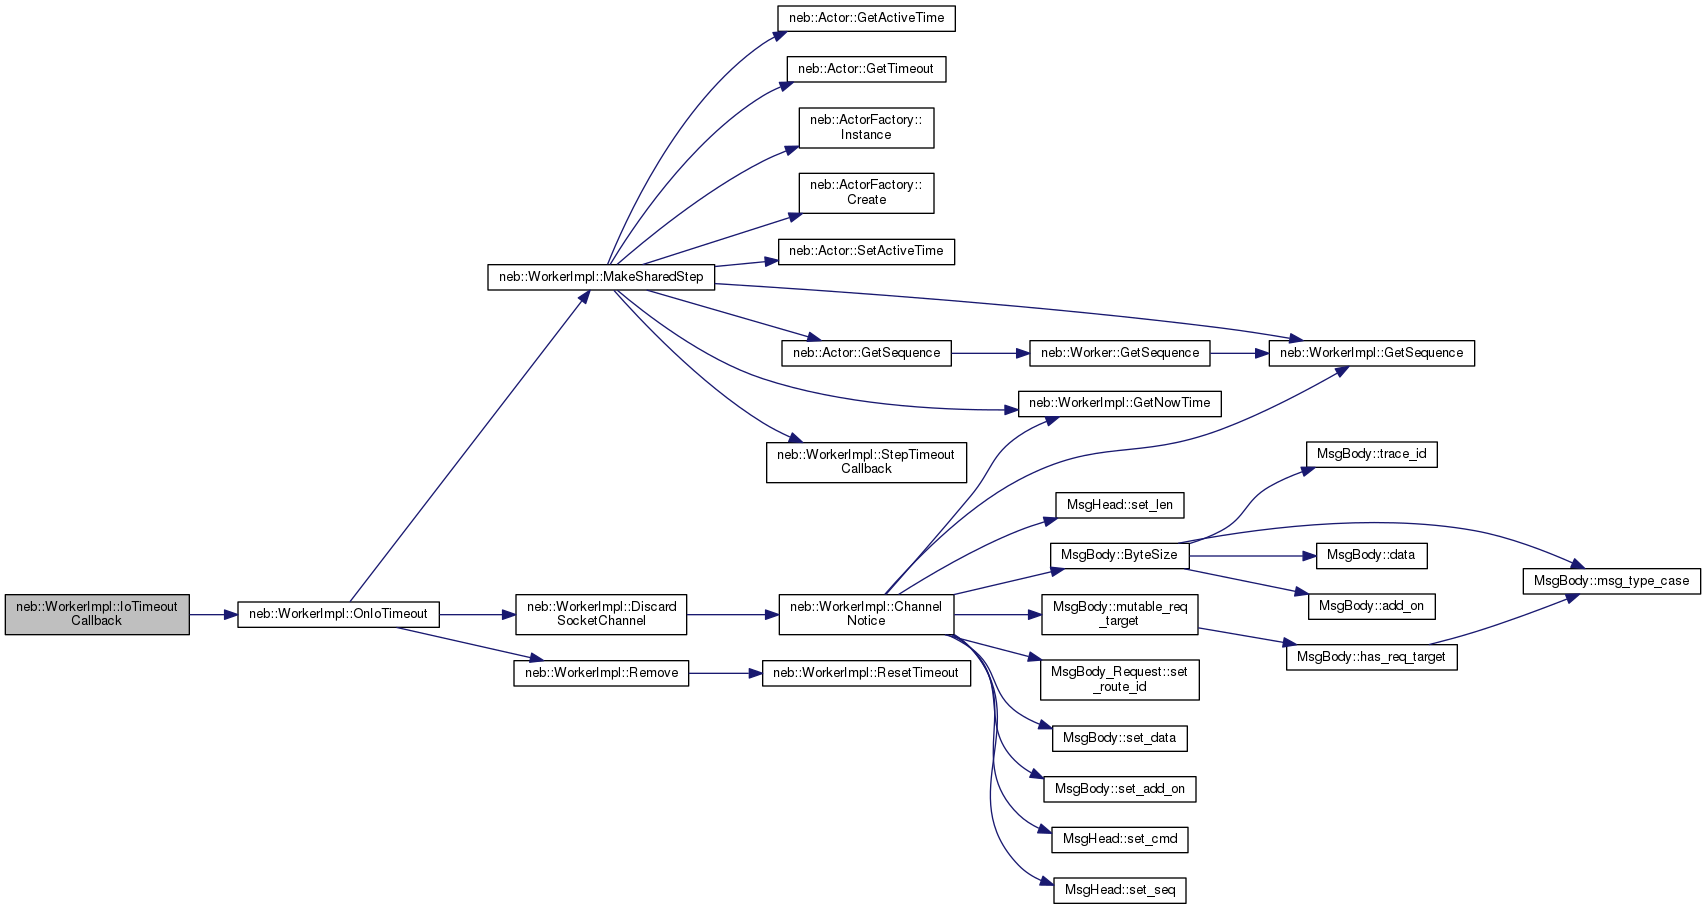 neb::Actor::GetActiveTime
neb::Actor::GetTimeout
neb::ActorFactory::
Instance
neb::ActorFactory::
Create
neb::Actor::SetActiveTime
neb::WorkerImpl::MakeSharedStep
neb::Actor::GetSequence
neb::Worker::GetSequence
neb::WorkerImpl::GetSequence
neb::WorkerImpl::GetNowTime
neb::WorkerImpl::StepTimeout
Callback
MsgBody::trace_id
MsgHead::set_len
MsgBody::ByteSize
MsgBody::data
MsgBody::msg_type_case
MsgBody::add_on
neb::WorkerImpl::IoTimeout
Callback
neb::WorkerImpl::OnIoTimeout
neb::WorkerImpl::Discard
SocketChannel
neb::WorkerImpl::Channel
Notice
MsgBody::mutable_req
_target
MsgBody::has_req_target
neb::WorkerImpl::Remove
neb::WorkerImpl::ResetTimeout
MsgBody_Request::set
_route_id
MsgBody::set_data
MsgBody::set_add_on
MsgHead::set_cmd
MsgHead::set_seq